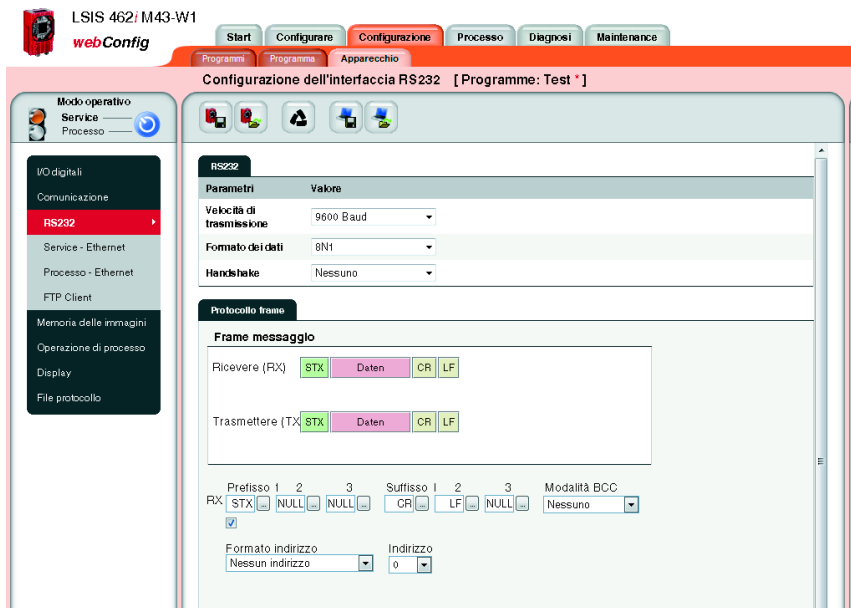 LSIS 462i M43-W1
webConfig
Start Configurare Configurazione Processo Diagnosi Maintenance
Programmi Programma Apparecchio
Configurazione dell'interfaccia RS232 [Programme: Test *]
Modo operativo
Service
Processo
I/O digitali
Comunicazione
RS232
Service - Ethernet
Processo - Ethernet
FTP Client
Memoria delle immagini
Operazione di processo
Display
File protocollo
RS232
Parametri Valore
Velocità di trasmissione 9600 Baud
Formato dei dati 8N1
Handshake Nessuno
Protocollo frame
Frame messaggio
Ricevere (RX) STX Daten CR LF
Trasmettere (TX STX Daten CR LF
Prefisso 1 2 3 Suffisso 1 2 3 Modalità BCC
RX STX ... NULL ... NULL ... CR ... LF ... NULL ... Nessuno
Formato indirizzo Indirizzo
Nessun indirizzo 0